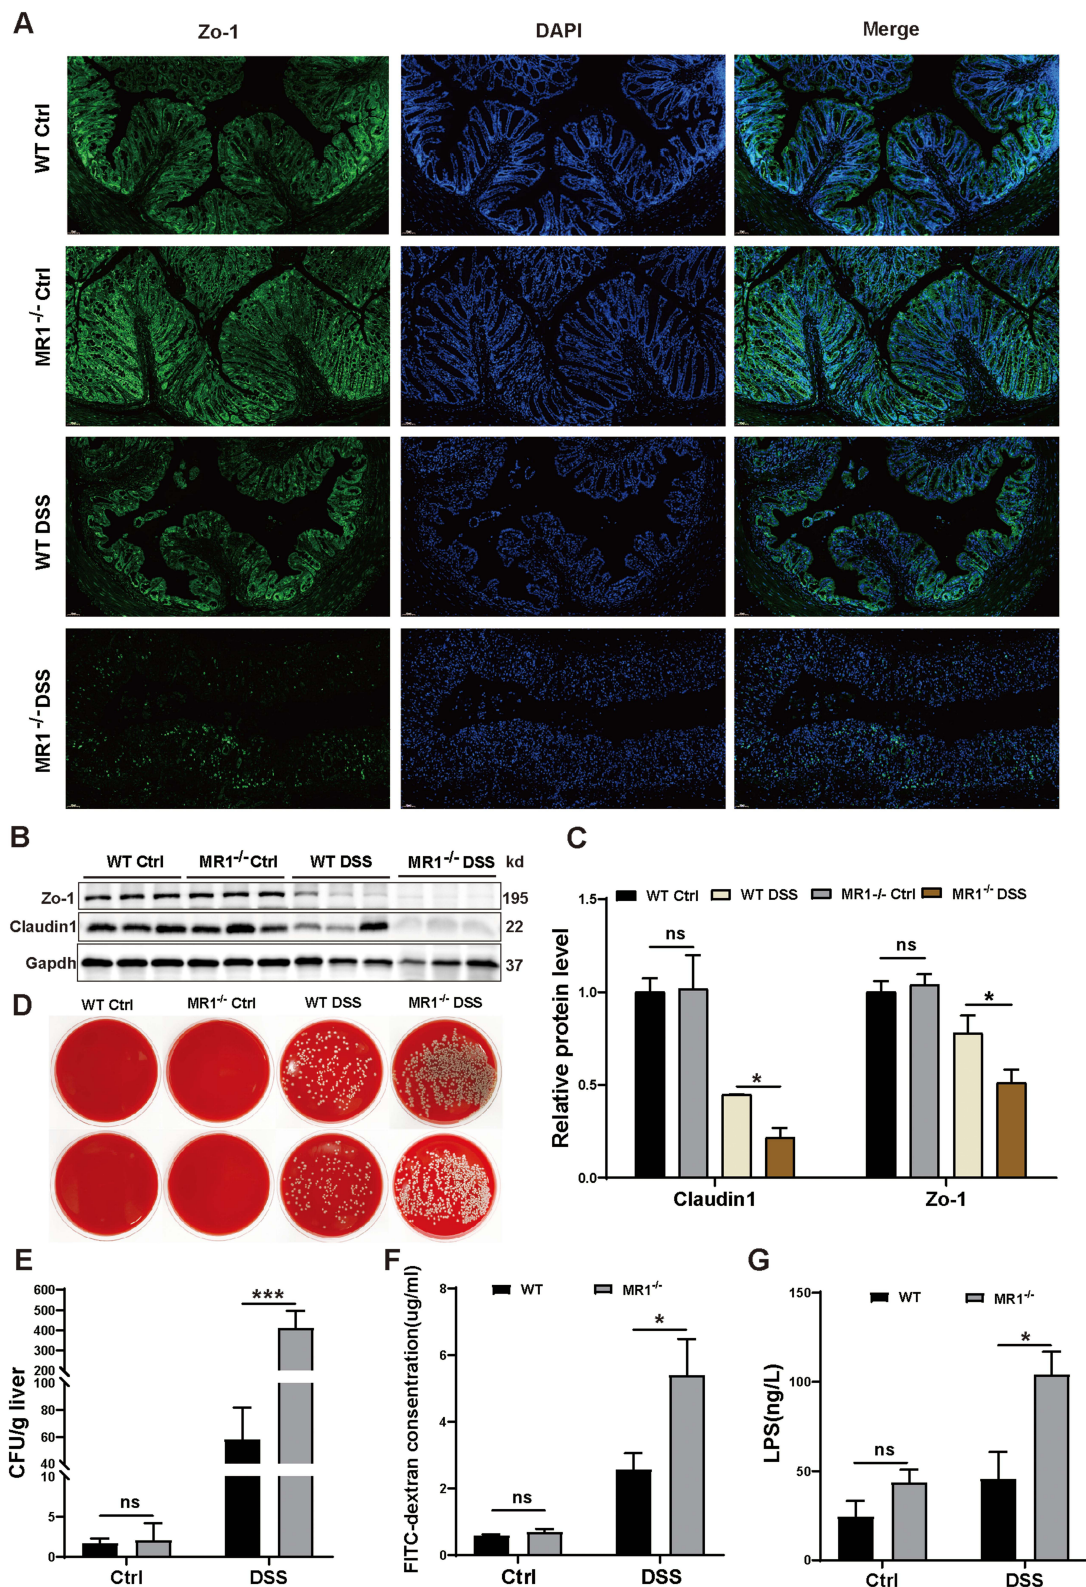 A
Zo-1 DAPI Merge
WT Ctrl
MR1-/- Ctrl
WT DSS
MR1-/- DSS
B
WT Ctrl MR1-/- Ctrl WT DSS MR1-/- DSS kd
Zo-1 195
Claudin1 22
Gapdh 37
C
WT Ctrl WT DSS MR1-/- Ctrl MR1-/- DSS
Relative protein level
1.5
1.0
0.5
0.0
ns * ns *
Claudin1 Zo-1
D
WT Ctrl MR1-/- Ctrl WT DSS MR1-/- DSS
E
CFU/g liver
600
500
400
300
200
100
80
60
40
10
5
0
ns ***
Ctrl DSS
F
WT MR1-/-
FITC-dextran consentration(ug/ml)
8
6
4
2
0
ns *
Ctrl DSS
G
WT MR1-/-
LPS(ng/L)
150
100
50
0
ns *
Ctrl DSS